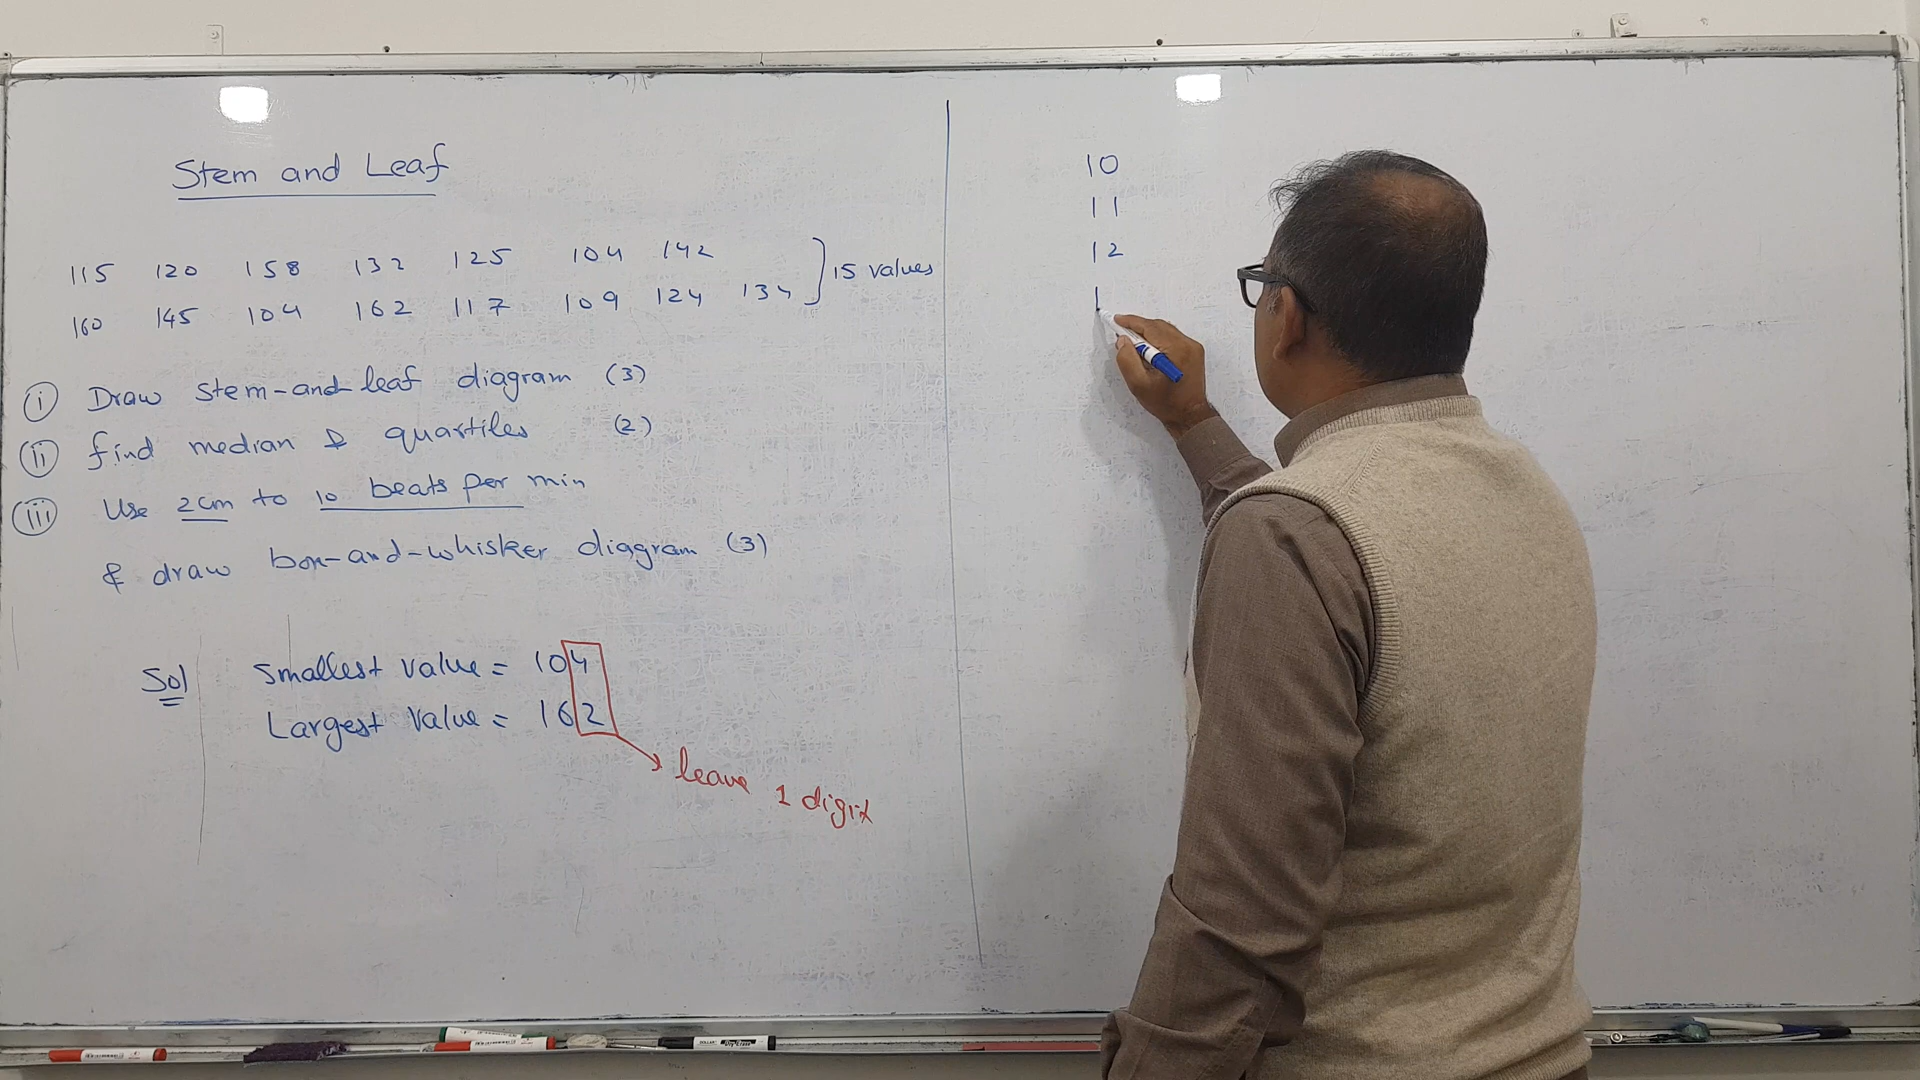 Stem and Leaf
115 120 158 132 125 104 142
160 145 104 162 117 109 124 134
15 values
(i) Draw stem-and-leaf diagram (3)
(ii) find median & quartiles (2)
(iii) Use 2cm to 10 beats per min
& draw box-and-whisker diagram (3)
Sol
Smallest value = 104
Largest value = 162
leave 1 digit
10
11
12
1